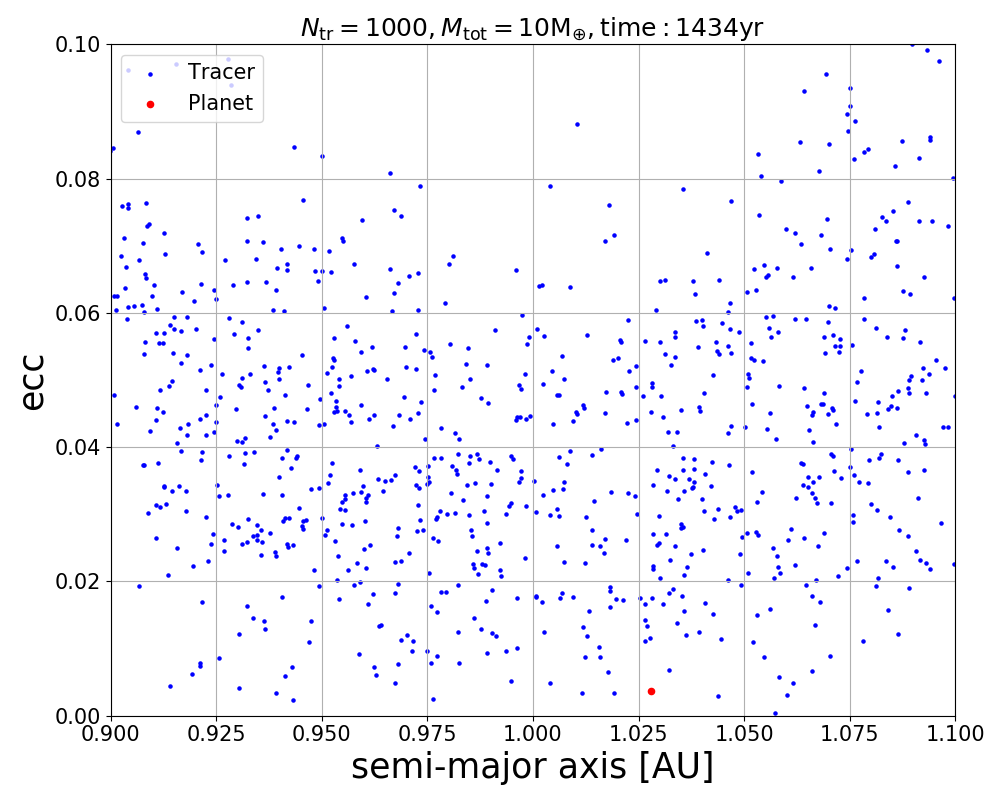 N_tr = 1000, M_tot = 10M_⊕, time : 1434yr
0.10
0.08
0.06
0.04
0.02
0.00
ecc
Tracer
Planet
0.900 0.925 0.950 0.975 1.000 1.025 1.050 1.075 1.100
semi-major axis [AU]